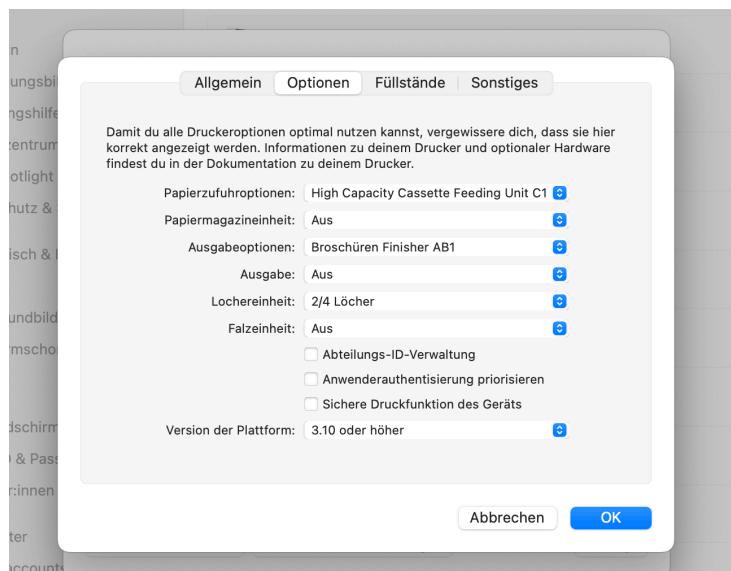 Allgemein Optionen Füllstände Sonstiges
Damit du alle Druckeroptionen optimal nutzen kannst, vergewissere dich, dass sie hier
korrekt angezeigt werden. Informationen zu deinem Drucker und optionaler Hardware
findest du in der Dokumentation zu deinem Drucker.
Papierzufuhroptionen: High Capacity Cassette Feeding Unit C1
Papiermagazineinheit: Aus
Ausgabeoptionen: Broschüren Finisher AB1
Ausgabe: Aus
Lochereinheit: 2/4 Löcher
Falzeinheit: Aus
Abteilungs-ID-Verwaltung
Anwenderauthentisierung priorisieren
Sichere Druckfunktion des Geräts
Version der Plattform: 3.10 oder höher
Abbrechen OK